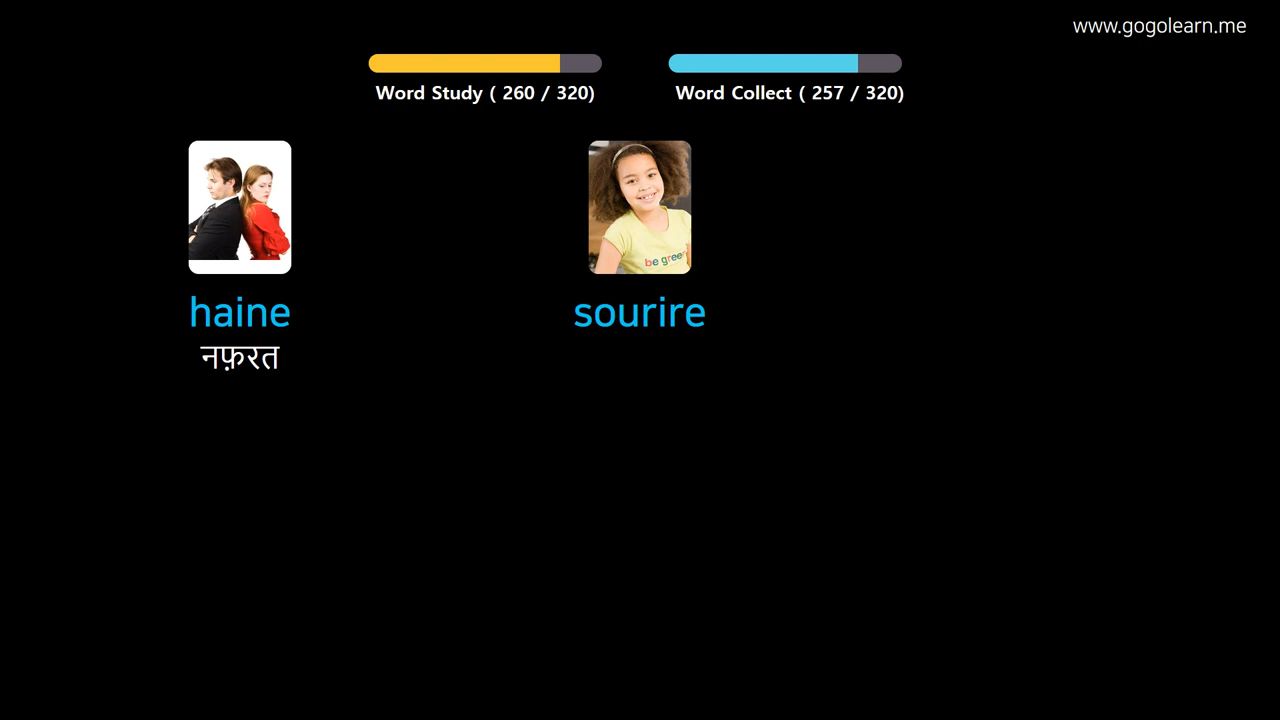 www.gogolearn.me
Word Study ( 260 / 320)
Word Collect ( 257 / 320)
be green
haine
sourire
नफ़रत